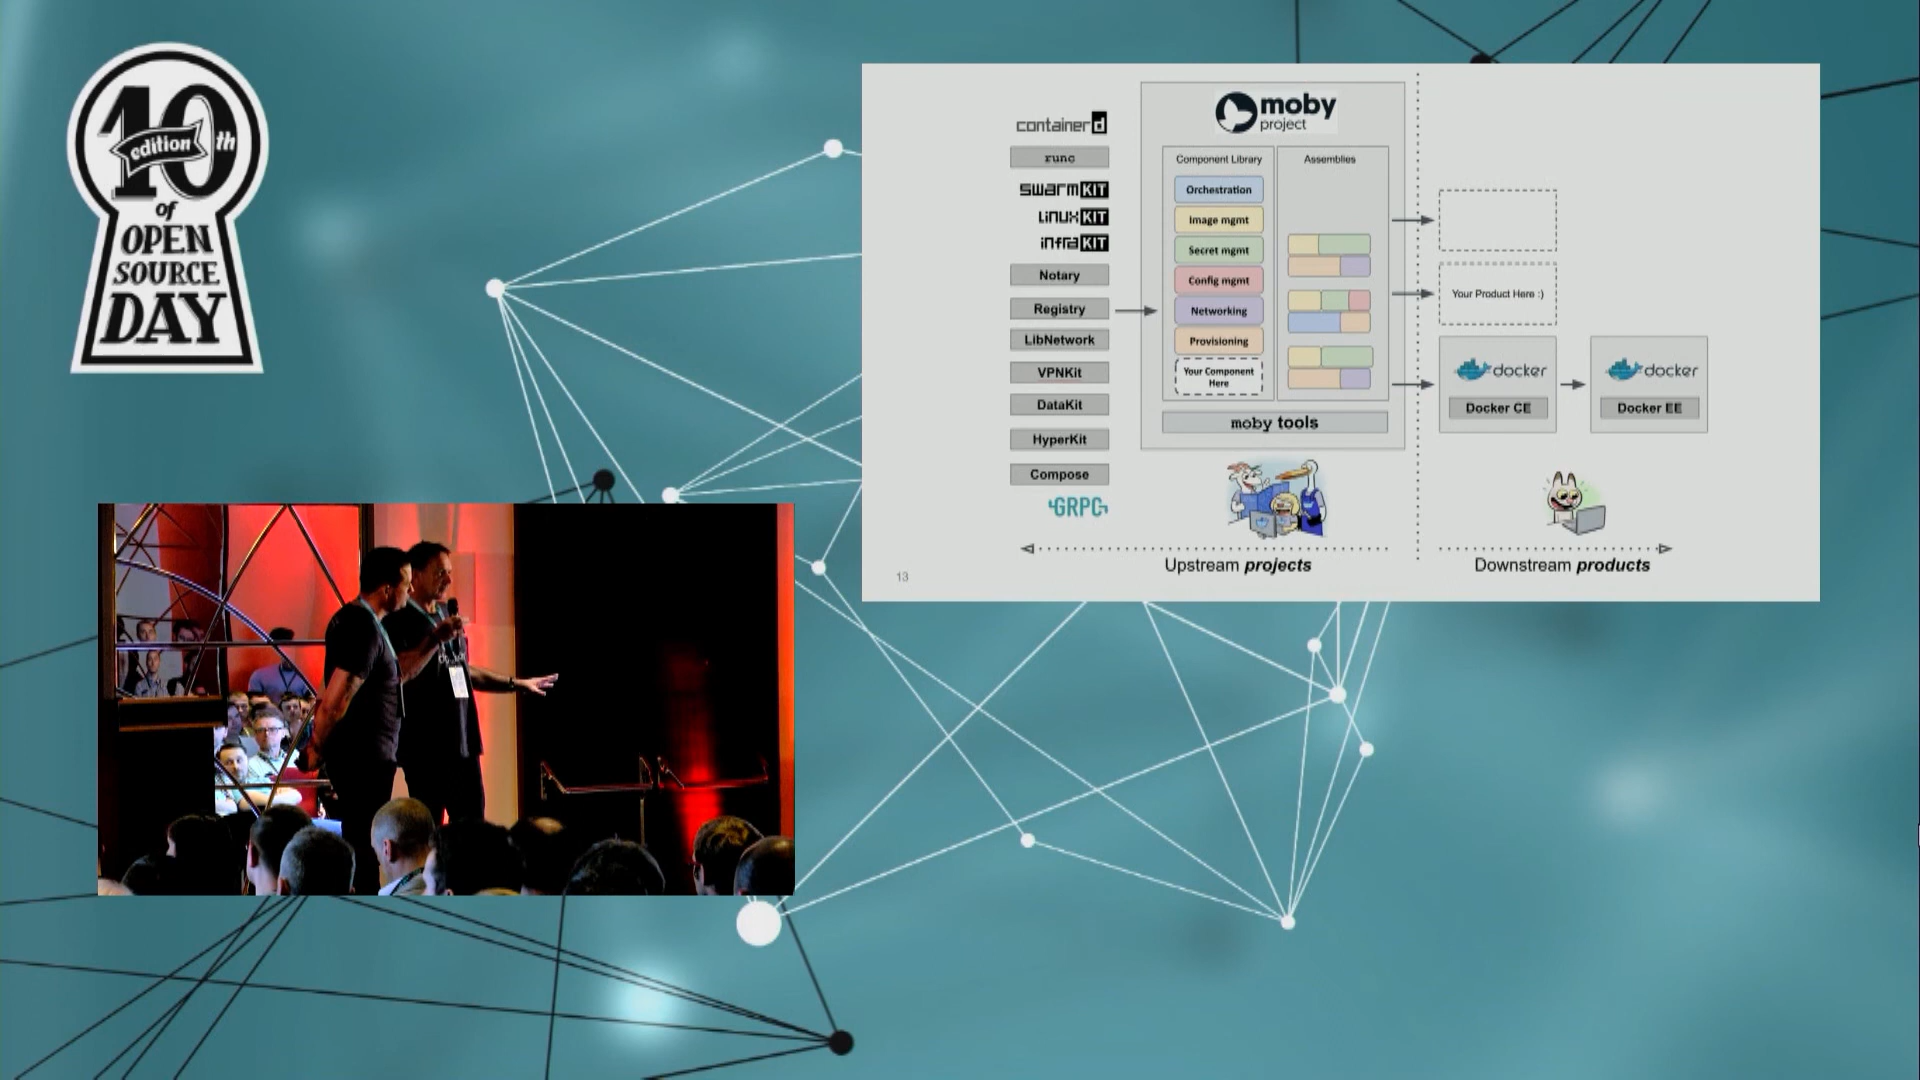 10th
edition
of
OPEN
SOURCE
DAY
containerd
runc
swarmKIT
LinuxKIT
infraKIT
Notary
Registry
LibNetwork
VPNKit
DataKit
HyperKit
Compose
GRPC
moby
project
Component Library
Orchestration
Image mgmt
Secret mgmt
Config mgmt
Networking
Provisioning
Your Component
Here
Assemblies
moby tools
Your Product Here :)
docker
Docker CE
docker
Docker EE
Upstream projects
Downstream products
13